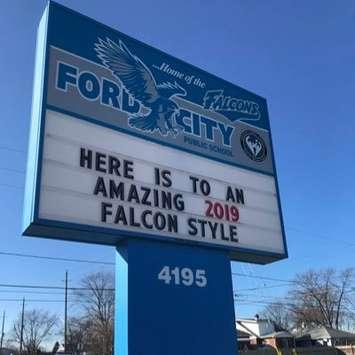 ...Home of the
FALCONS
FORD CITY
PUBLIC SCHOOL
HERE IS TO AN
AMAZING 2019
FALCON STYLE
4195